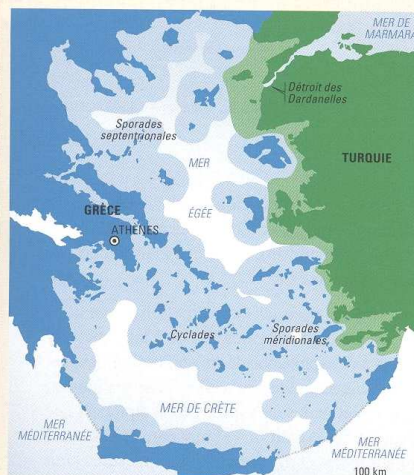 MER DE
MARMARA
Détroit des
Dardanelles
Sporades
septentrionales
MER
TURQUIE
GRÈCE
ÉGÉE
ATHÈNES
Cyclades
Sporades
méridionales
MER DE CRÈTE
MER
MÉDITERRANÉE
MER
MÉDITERRANÉE
100 km